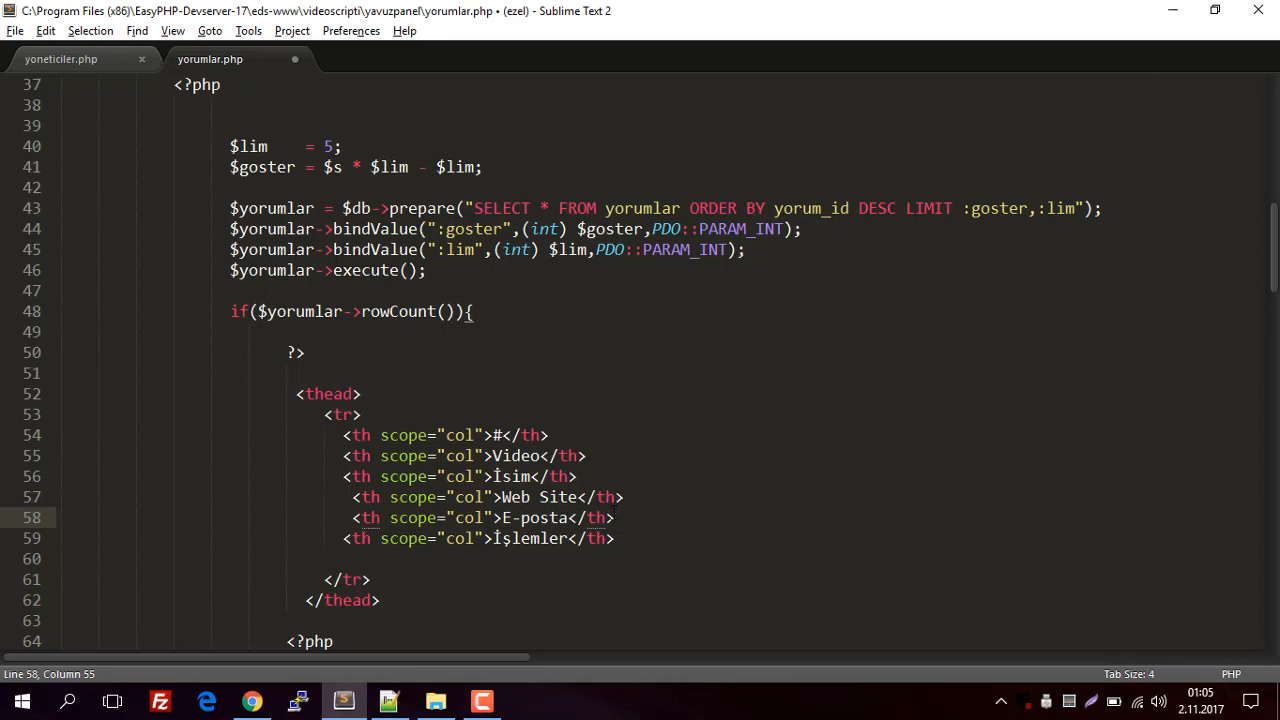 C:\Program Files (x86)\EasyPHP-Devserver-17\eds-www\videoscripti\yavuzpanel\yorumlar.php • (ezel) - Sublime Text 2
File Edit Selection Find View Goto Tools Project Preferences Help
yoneticiler.php × yorumlar.php
37 <?php
38
39
40 $lim = 5;
41 $goster = $s * $lim - $lim;
42
43 $yorumlar = $db->prepare("SELECT * FROM yorumlar ORDER BY yorum_id DESC LIMIT :goster,:lim");
44 $yorumlar->bindValue(":goster",(int) $goster,PDO::PARAM_INT);
45 $yorumlar->bindValue(":lim",(int) $lim,PDO::PARAM_INT);
46 $yorumlar->execute();
47
48 if($yorumlar->rowCount()){
49
50 ?>
51
52 <thead>
53 <tr>
54 <th scope="col">#</th>
55 <th scope="col">Video</th>
56 <th scope="col">İsim</th>
57 <th scope="col">Web Site</th>
58 <th scope="col">E-posta</th>
59 <th scope="col">İşlemler</th>
60
61 </tr>
62 </thead>
63
64 <?php
Line 58, Column 55 Tab Size: 4 PHP
01:05
2.11.2017